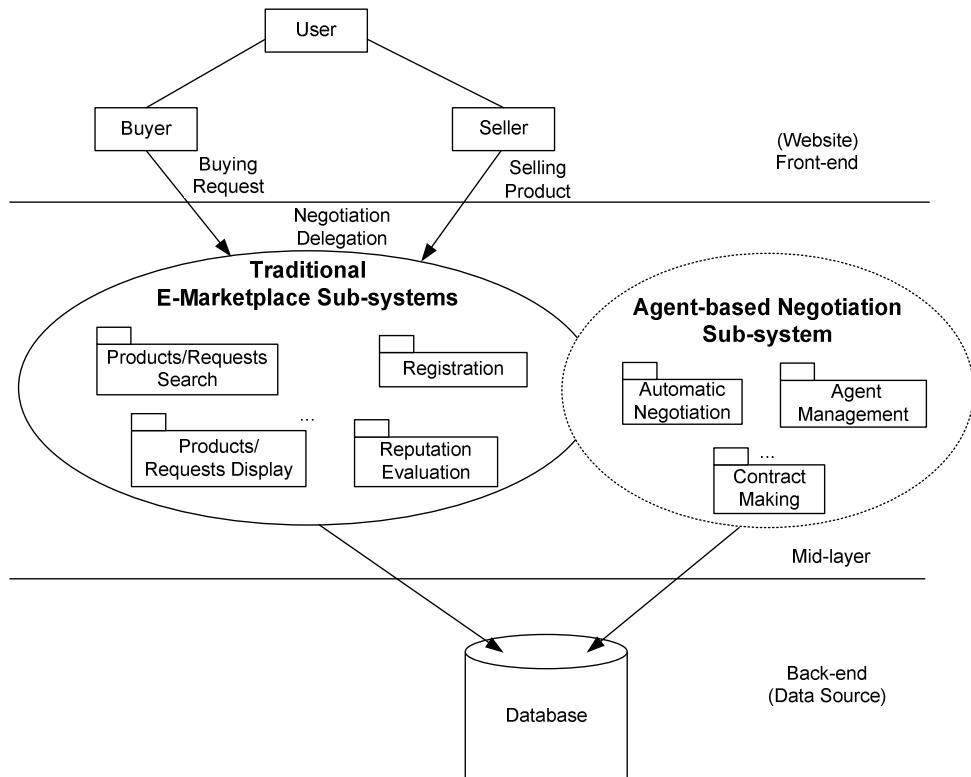 User
Buyer
Seller
(Website)
Front-end
Buying
Request
Selling
Product
Negotiation
Delegation
Traditional
E-Marketplace Sub-systems
Products/Requests
Search
Registration
...
Products/
Requests Display
Reputation
Evaluation
Agent-based Negotiation
Sub-system
Automatic
Negotiation
Agent
Management
...
Contract
Making
Mid-layer
Back-end
(Data Source)
Database